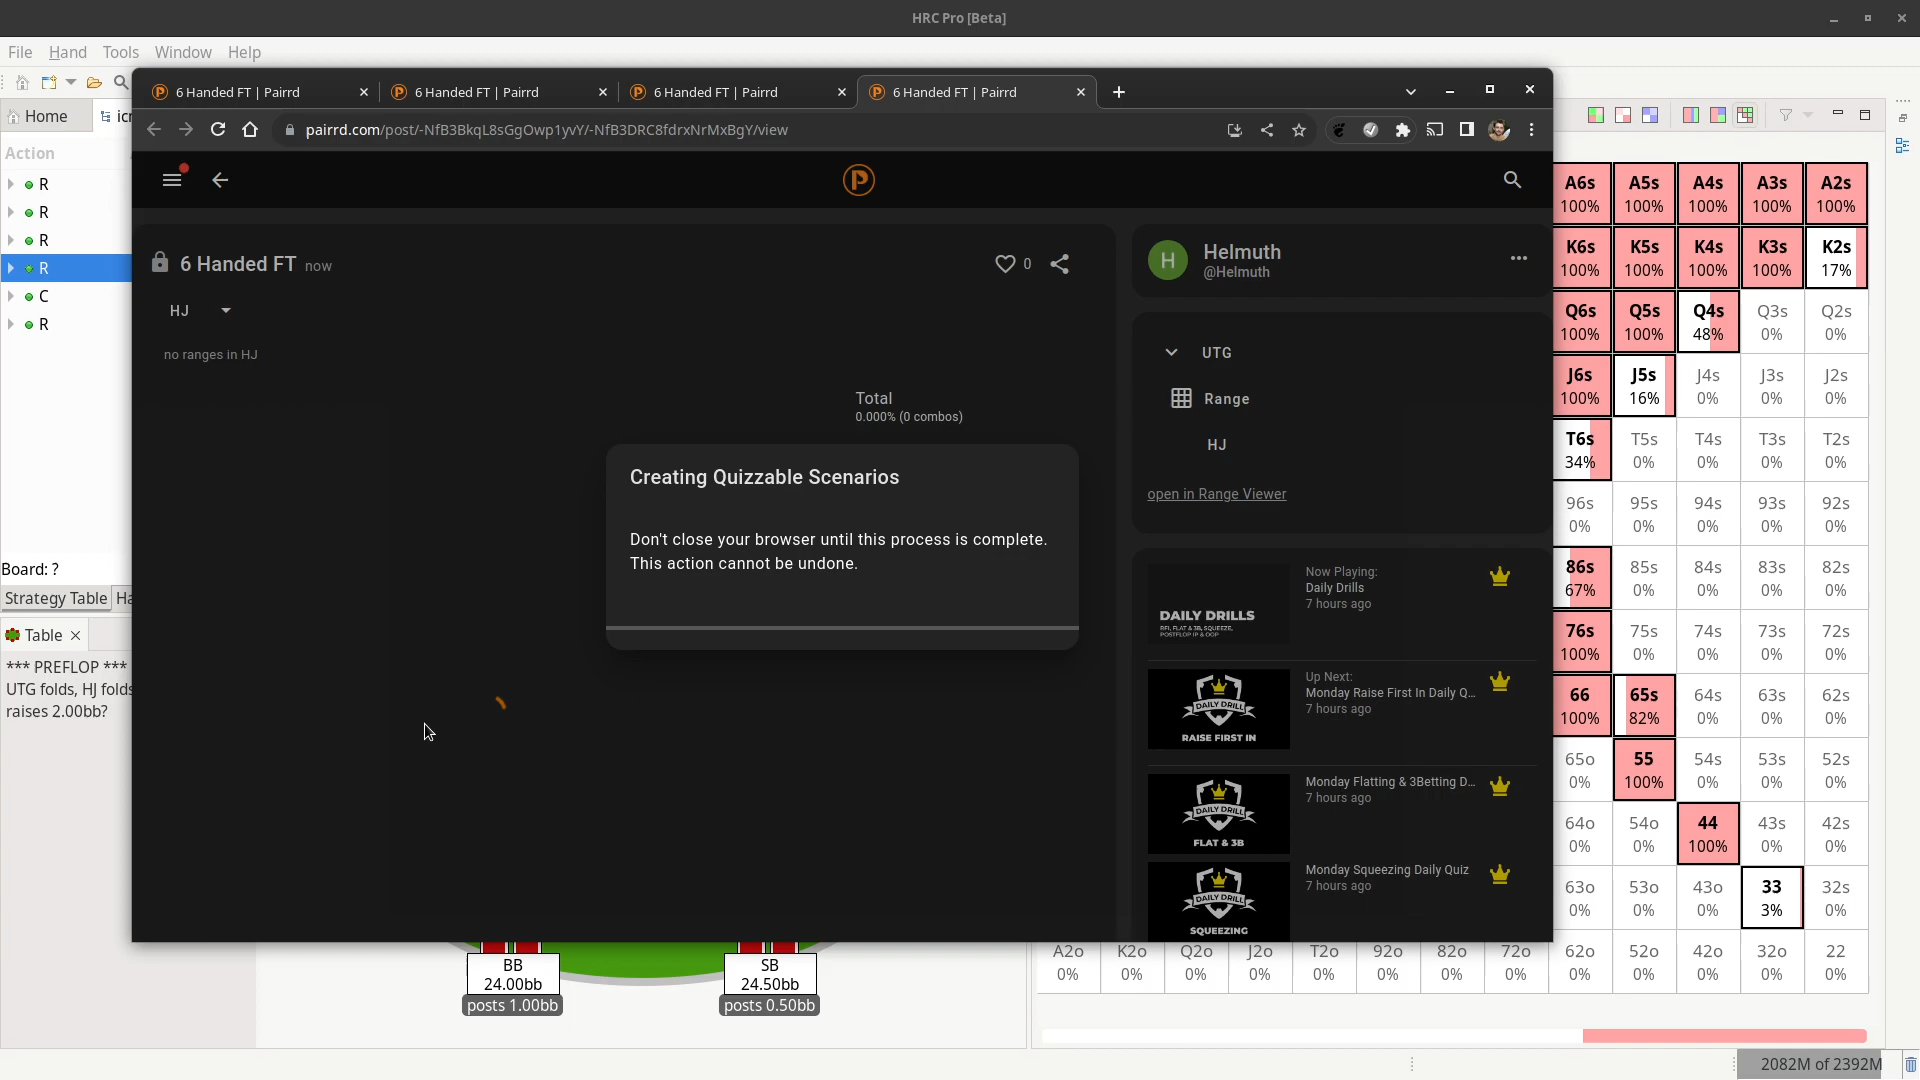 HRC Pro [Beta]
File Hand Tools Window Help
6 Handed FT | Pairrd
6 Handed FT | Pairrd
6 Handed FT | Pairrd
6 Handed FT | Pairrd
Home
pairrd.com/post/-NfB3BkqL8sGgOwp1yvY/-NfB3DRC8fdrxNrMxBgY/view
Action
R
R
R
R
C
R
Board: ?
Strategy Table
Table
*** PREFLOP ***
UTG folds, HJ folds
raises 2.00bb?
6 Handed FT now
0
HJ
no ranges in HJ
Total
0.000% (0 combos)
Creating Quizzable Scenarios
Don't close your browser until this process is complete.
This action cannot be undone.
H
Helmuth
@Helmuth
UTG
Range
HJ
open in Range Viewer
DAILY DRILLS
RFI, FLAT & 3B, SQUEEZE,
POSTFLOP IP & OOP
Now Playing:
Daily Drills
7 hours ago
DAILY DRILL
RAISE FIRST IN
Up Next:
Monday Raise First In Daily Q...
7 hours ago
DAILY DRILL
FLAT & 3B
Monday Flatting & 3Betting D...
7 hours ago
DAILY DRILL
SQUEEZING
Monday Squeezing Daily Quiz
7 hours ago
A6s A5s A4s A3s A2s
100% 100% 100% 100% 100%
K6s K5s K4s K3s K2s
100% 100% 100% 100% 17%
Q6s Q5s Q4s Q3s Q2s
100% 100% 48% 0% 0%
J6s J5s J4s J3s J2s
100% 16% 0% 0% 0%
T6s T5s T4s T3s T2s
34% 0% 0% 0% 0%
96s 95s 94s 93s 92s
0% 0% 0% 0% 0%
86s 85s 84s 83s 82s
67% 0% 0% 0% 0%
76s 75s 74s 73s 72s
100% 0% 0% 0% 0%
66 65s 64s 63s 62s
100% 82% 0% 0% 0%
65o 55 54s 53s 52s
0% 100% 0% 0% 0%
64o 54o 44 43s 42s
0% 0% 100% 0% 0%
63o 53o 43o 33 32s
0% 0% 0% 3% 0%
A2o K2o Q2o J2o T2o 92o 82o 72o 62o 52o 42o 32o 22
0% 0% 0% 0% 0% 0% 0% 0% 0% 0% 0% 0% 0%
BB
24.00bb
posts 1.00bb
SB
24.50bb
posts 0.50bb
2082M of 2392M